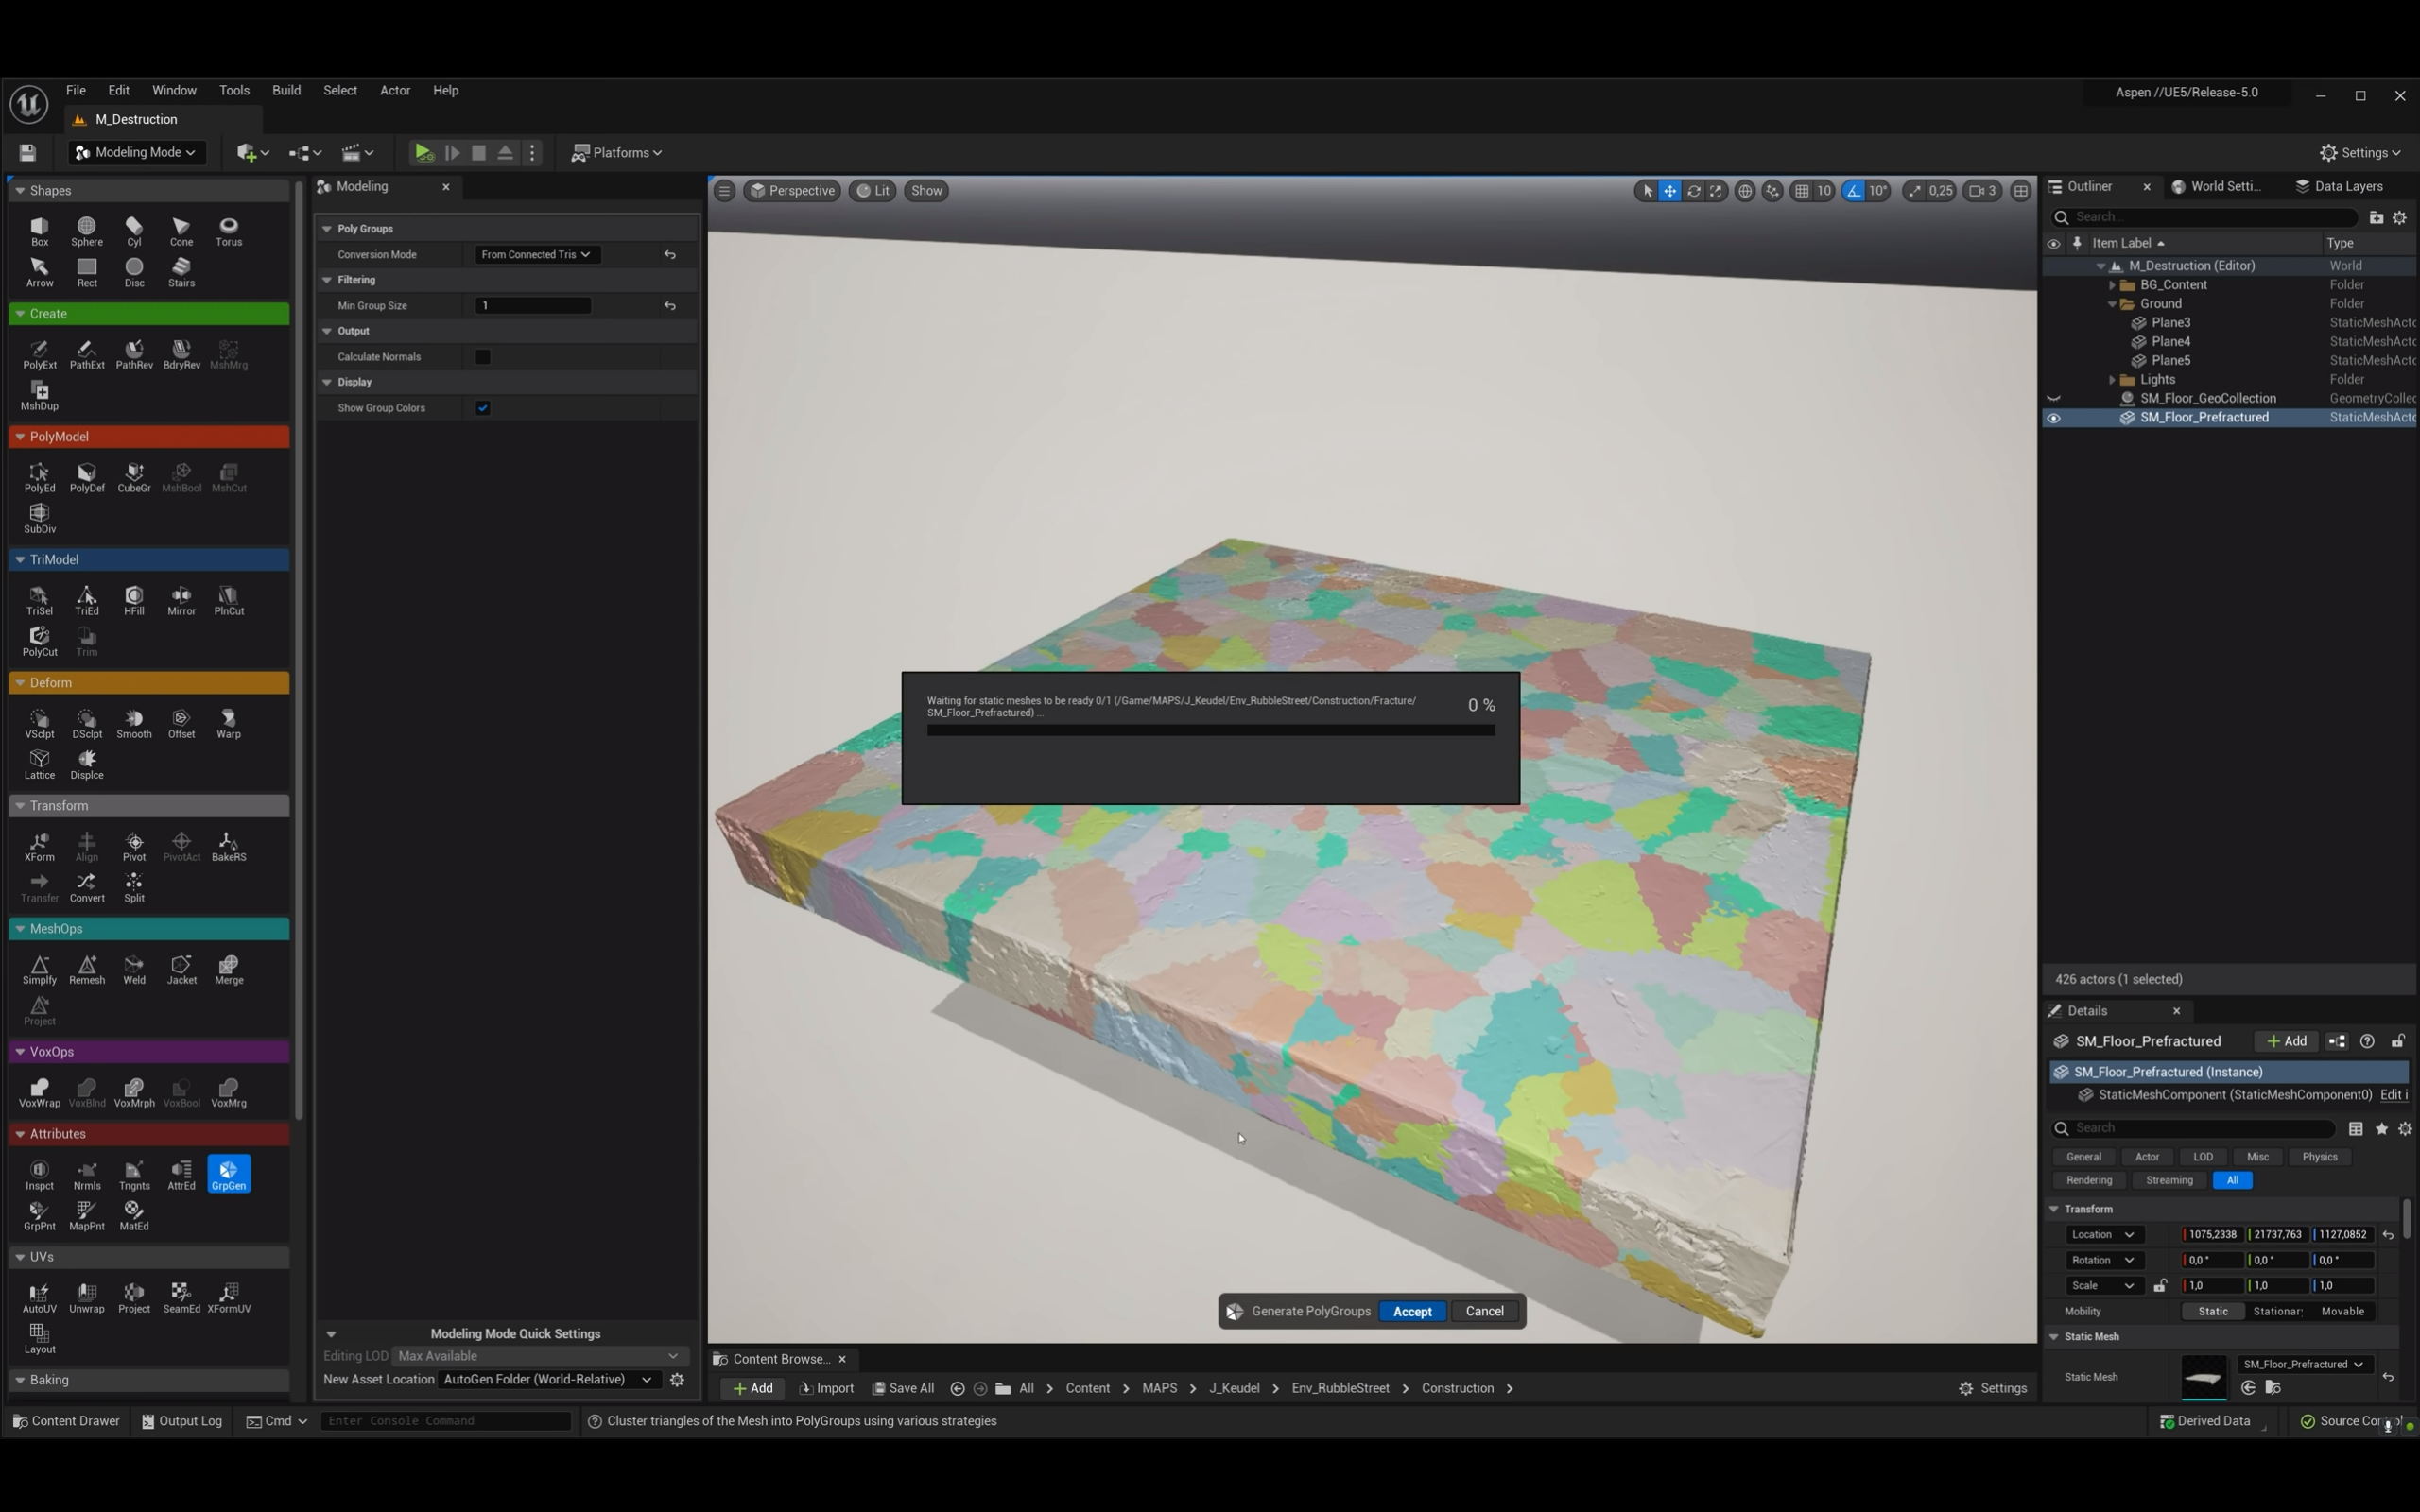 File Edit Window Tools Build Select Actor Help
Aspen //UE5/Release-5.0
M_Destruction
Modeling Mode
Platforms
Settings
Shapes
Box Sphere Cyl Cone Torus
Arrow Rect Disc Stairs
Create
PolyExt PathExt PathRev BdryRev MshMrg
MshDup
PolyModel
PolyEd PolyDef CubeGr MshBool MshCut
SubDiv
TriModel
TriSel TriEd HFill Mirror PlnCut
PolyCut Trim
Deform
VSclpt DSclpt Smooth Offset Warp
Lattice Displce
Transform
XForm Align Pivot PivotAct BakeRS
Transfer Convert Split
MeshOps
Simplfy Remesh Weld Jacket Merge
Project
VoxOps
VoxWrap VoxBlnd VoxMrph VoxBool VoxMrg
Attributes
Inspct Nrmls Tngnts AttrEd GrpGen
GrpPnt MapPnt MatEd
UVs
AutoUV Unwrap Project SeamEd XFormUV
Layout
Baking
Modeling
Poly Groups
Conversion Mode From Connected Tris
Filtering
Min Group Size 1
Output
Calculate Normals
Display
Show Group Colors
Modeling Mode Quick Settings
Editing LOD Max Available
New Asset Location AutoGen Folder (World-Relative)
Perspective Lit Show
10 10° 0,25 3
Waiting for static meshes to be ready 0/1 (/Game/MAPS/J_Keudel/Env_RubbleStreet/Construction/Fracture/
SM_Floor_Prefractured) ...
0 %
Generate PolyGroups Accept Cancel
Content Browse...
Add Import Save All All Content MAPS J_Keudel Env_RubbleStreet Construction Settings
Outliner World Setti... Data Layers
Search...
Item Label Type
M_Destruction (Editor) World
BG_Content Folder
Ground Folder
Plane3 StaticMeshActo
Plane4 StaticMeshActo
Plane5 StaticMeshActo
Lights Folder
SM_Floor_GeoCollection GeometryCollec
SM_Floor_Prefractured StaticMeshActo
426 actors (1 selected)
Details
SM_Floor_Prefractured Add
SM_Floor_Prefractured (Instance)
StaticMeshComponent (StaticMeshComponent0) Edit i
Search
General Actor LOD Misc Physics
Rendering Streaming All
Transform
Location 1075,2338 21737,763 1127,0852
Rotation 0,0 ° 0,0 ° 0,0 °
Scale 1,0 1,0 1,0
Mobility Static Stationar Movable
Static Mesh
Static Mesh SM_Floor_Prefractured
Content Drawer Output Log Cmd Enter Console Command Cluster triangles of the Mesh into PolyGroups using various strategies
Derived Data Source Control